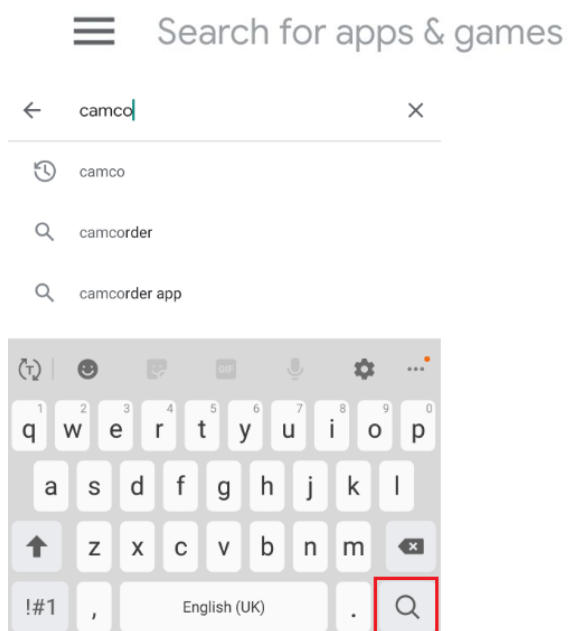 Search for apps & games
camco
camco
camcorder
camcorder app
T GIF
1 2 3 4 5 6 7 8 9 0
q w e r t y u i o p
a s d f g h j k l
z x c v b n m
!#1 , English (UK) .